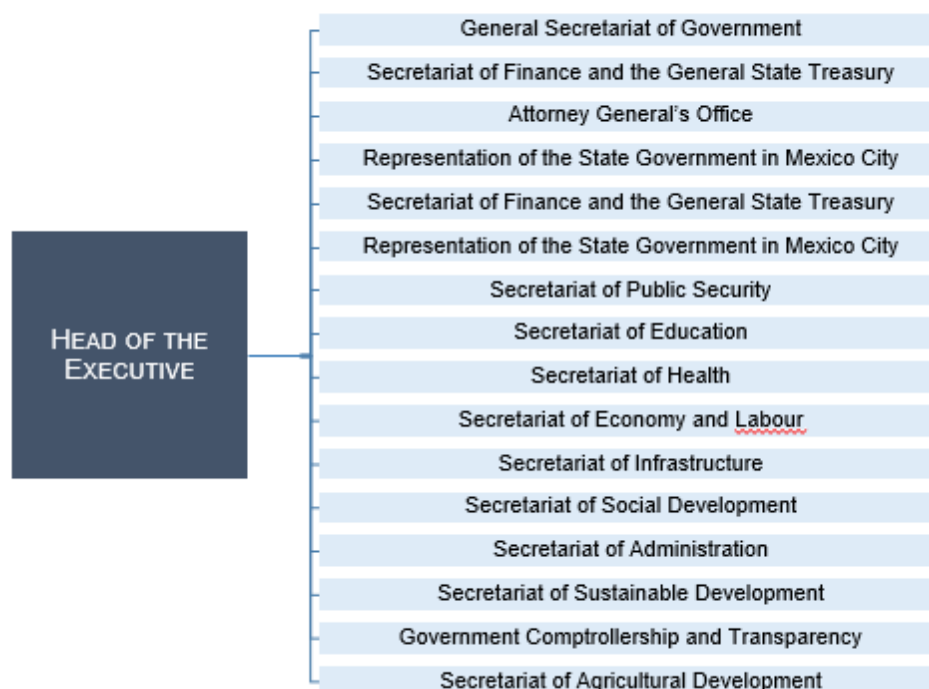 General Secretariat of Government
Secretariat of Finance and the General State Treasury
Attorney General's Office
Representation of the State Government in Mexico City
Secretariat of Finance and the General State Treasury
Representation of the State Government in Mexico City
Secretariat of Public Security
HEAD OF THE
EXECUTIVE
Secretariat of Education
Secretariat of Health
Secretariat of Economy and Labour
Secretariat of Infrastructure
Secretariat of Social Development
Secretariat of Administration
Secretariat of Sustainable Development
Government Comptrollership and Transparency
Secretariat of Agricultural Development